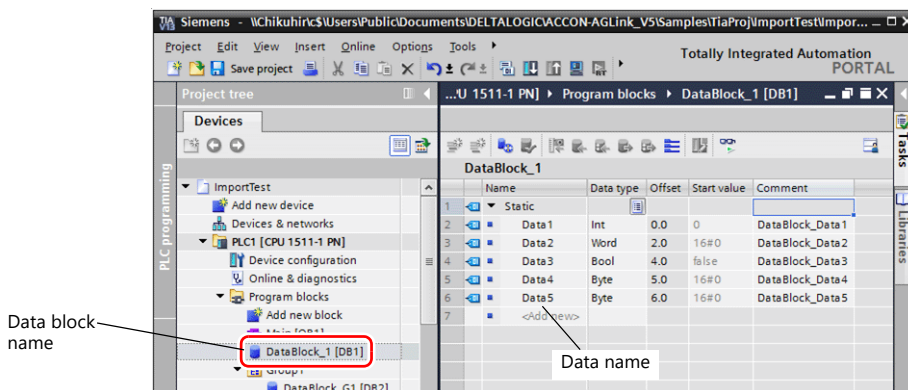 Siemens - \\Chikuhir\c$\Users\Public\Documents\DELTALOGIC\ACCON-AGLink_V5\Samples\TiaProj\ImportTest\Impor...
Project Edit View Insert Online Options Tools
Totally Integrated Automation
PORTAL
Save project
Project tree
...'U 1511-1 PN] Program blocks DataBlock_1 [DB1]
Devices
Tasks
Libraries
PLC programming
DataBlock_1
Name Data type Offset Start value Comment
1 Static
2 Data1 Int 0.0 0 DataBlock_Data1
3 Data2 Word 2.0 16#0 DataBlock_Data2
4 Data3 Bool 4.0 false DataBlock_Data3
5 Data4 Byte 5.0 16#0 DataBlock_Data4
6 Data5 Byte 6.0 16#0 DataBlock_Data5
7 <Add new>
ImportTest
Add new device
Devices & networks
PLC1 [CPU 1511-1 PN]
Device configuration
Online & diagnostics
Program blocks
Add new block
Main [OB1]
DataBlock_1 [DB1]
Group1
DataBlock_G1 [DB2]
Data block
name
Data name